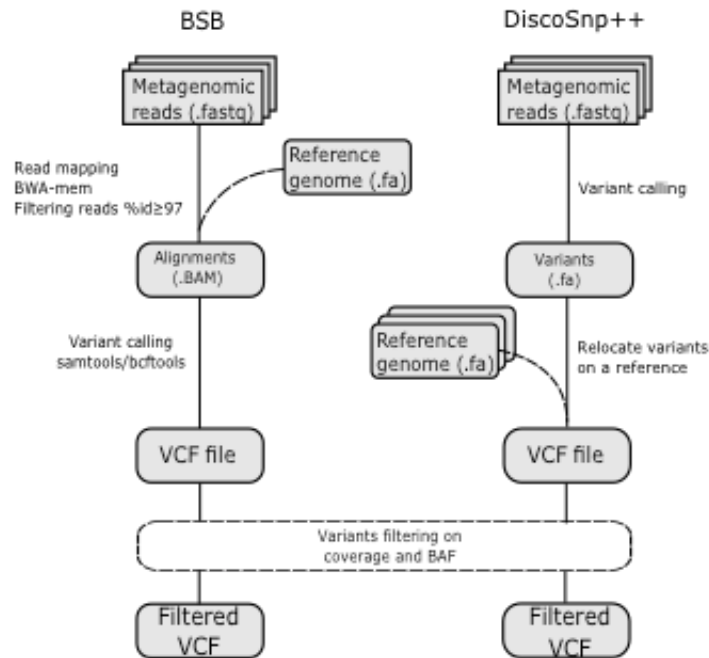 BSB
DiscoSnp++
Metagenomic
reads (.fastq)
Metagenomic
reads (.fastq)
Read mapping
BWA-mem
Filtering reads %id≥97
Reference
genome (.fa)
Variant calling
Alignments
(.BAM)
Variants
(.fa)
Variant calling
samtools/bcftools
Reference
genome (.fa)
Relocate variants
on a reference
VCF file
VCF file
Variants filtering on
coverage and BAF
Filtered
VCF
Filtered
VCF